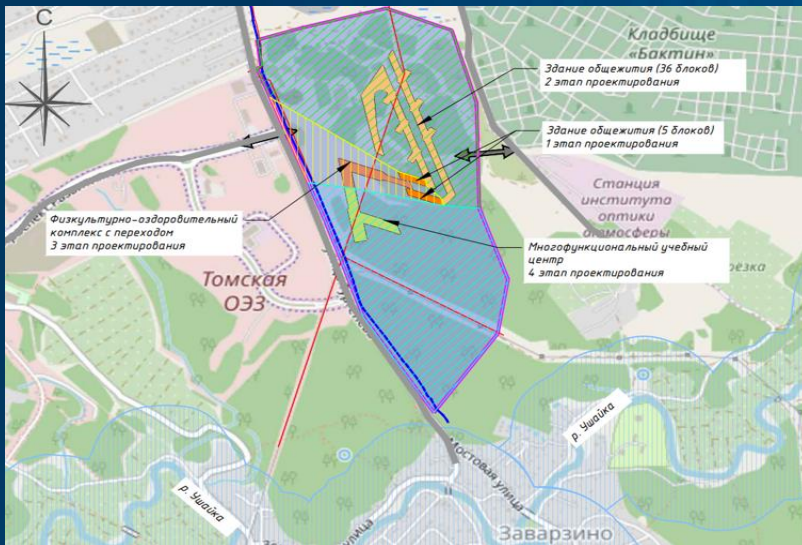 С
Кладбище
«Бактин»
Здание общежития (36 блоков)
2 этап проектирования
Здание общежития (5 блоков)
1 этап проектирования
Станция
института
оптики
атмосферы
Физкультурно-оздоровительный
комплекс с переходом
3 этап проектирования
Многофункциональный учебный
центр
4 этап проектирования
Томская
ОЭЗ
р. Ушайка
Мостовая улица
р. Ушайка
улица
Заварзино